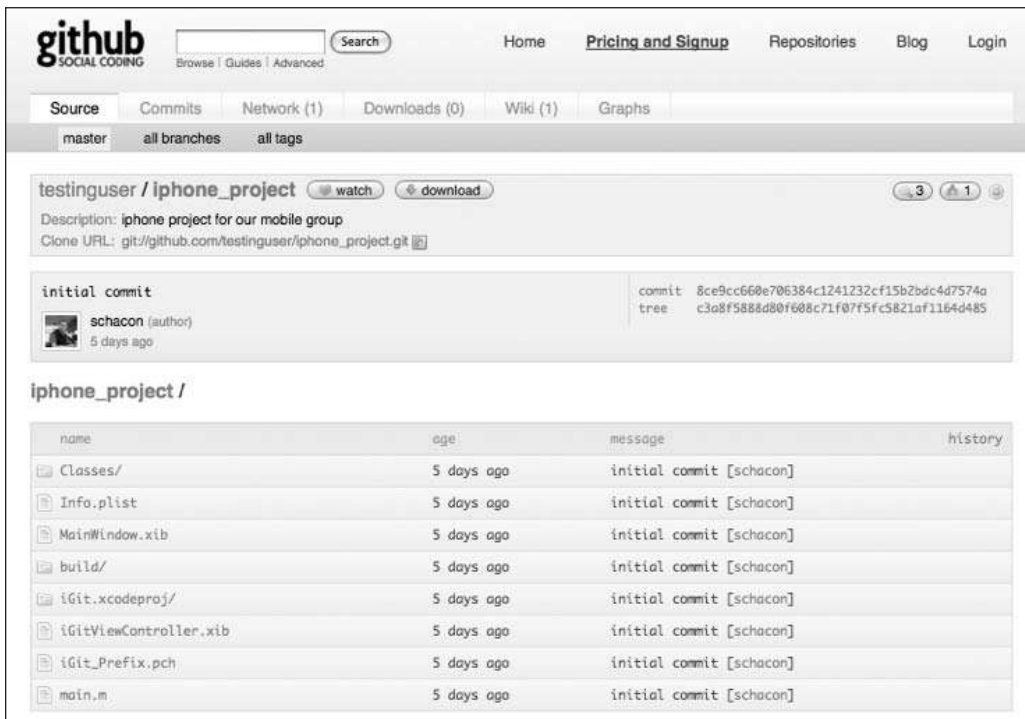 github
SOCIAL CODING
Search
Browse | Guides | Advanced
Home Pricing and Signup Repositories Blog Login
Source Commits Network (1) Downloads (0) Wiki (1) Graphs
master all branches all tags
testinguser / iphone_project watch download 3 1
Description: iphone project for our mobile group
Clone URL: git://github.com/testinguser/iphone_project.git
initial commit
commit 8ce9cc660e706384c1241232cf15b2bdc4d7574a
tree c3a8f5888d80f608c71f07f5fc5821af1164d485
schacon (author)
5 days ago
iphone_project /
name age message history
Classes/ 5 days ago initial commit [schacon]
Info.plist 5 days ago initial commit [schacon]
MainWindow.xib 5 days ago initial commit [schacon]
build/ 5 days ago initial commit [schacon]
iGit.xcodeproj/ 5 days ago initial commit [schacon]
iGitViewController.xib 5 days ago initial commit [schacon]
iGit_Prefix.pch 5 days ago initial commit [schacon]
main.m 5 days ago initial commit [schacon]